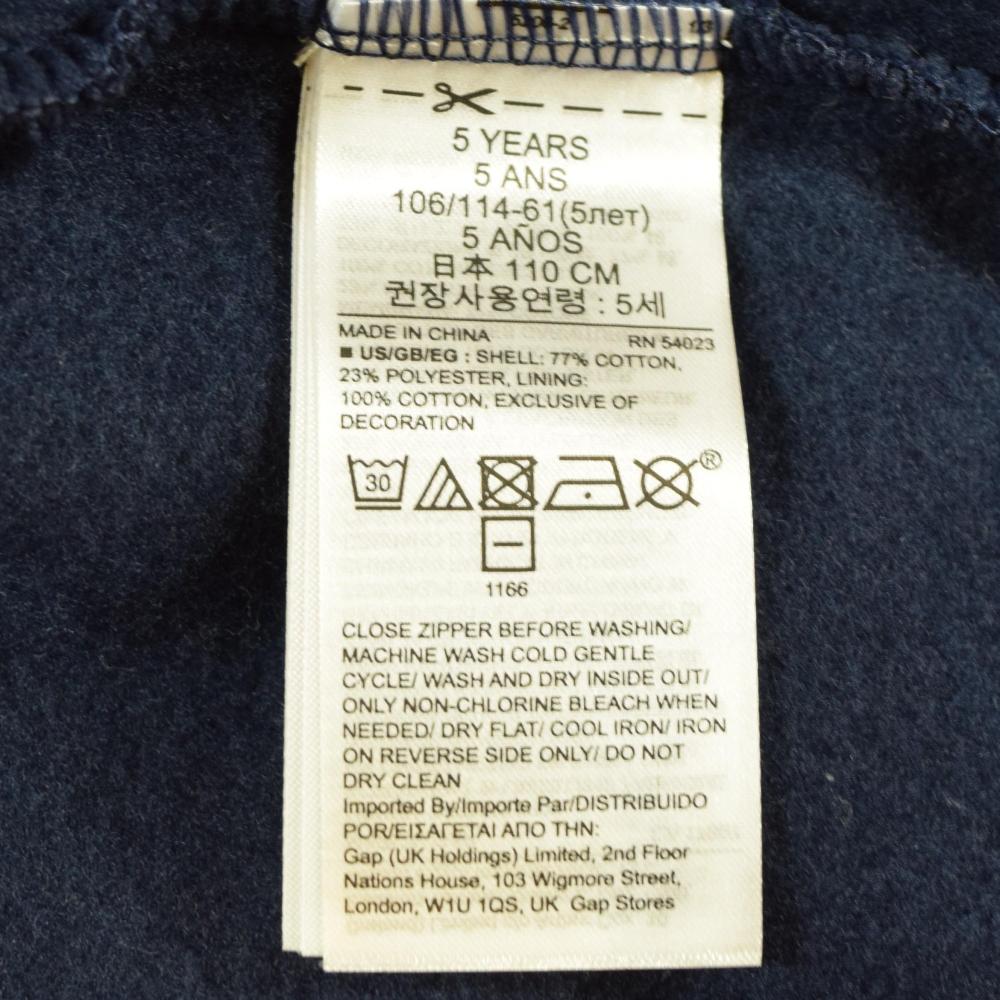 5 YEARS
5 ANS
106/114-61(5лет)
5 AÑOS
日本 110 CM
권장사용연령 : 5세
MADE IN CHINA RN 54023
■ US/GB/EG : SHELL: 77% COTTON,
23% POLYESTER, LINING:
100% COTTON, EXCLUSIVE OF
DECORATION
30
®
1166
CLOSE ZIPPER BEFORE WASHING/
MACHINE WASH COLD GENTLE
CYCLE/ WASH AND DRY INSIDE OUT/
ONLY NON-CHLORINE BLEACH WHEN
NEEDED/ DRY FLAT/ COOL IRON/ IRON
ON REVERSE SIDE ONLY/ DO NOT
DRY CLEAN
Imported By/Importe Par/DISTRIBUIDO
POR/ΕΙΣΑΓΕΤΑΙ ΑΠΟ ΤΗΝ:
Gap (UK Holdings) Limited, 2nd Floor
Nations House, 103 Wigmore Street,
London, W1U 1QS, UK Gap Stores